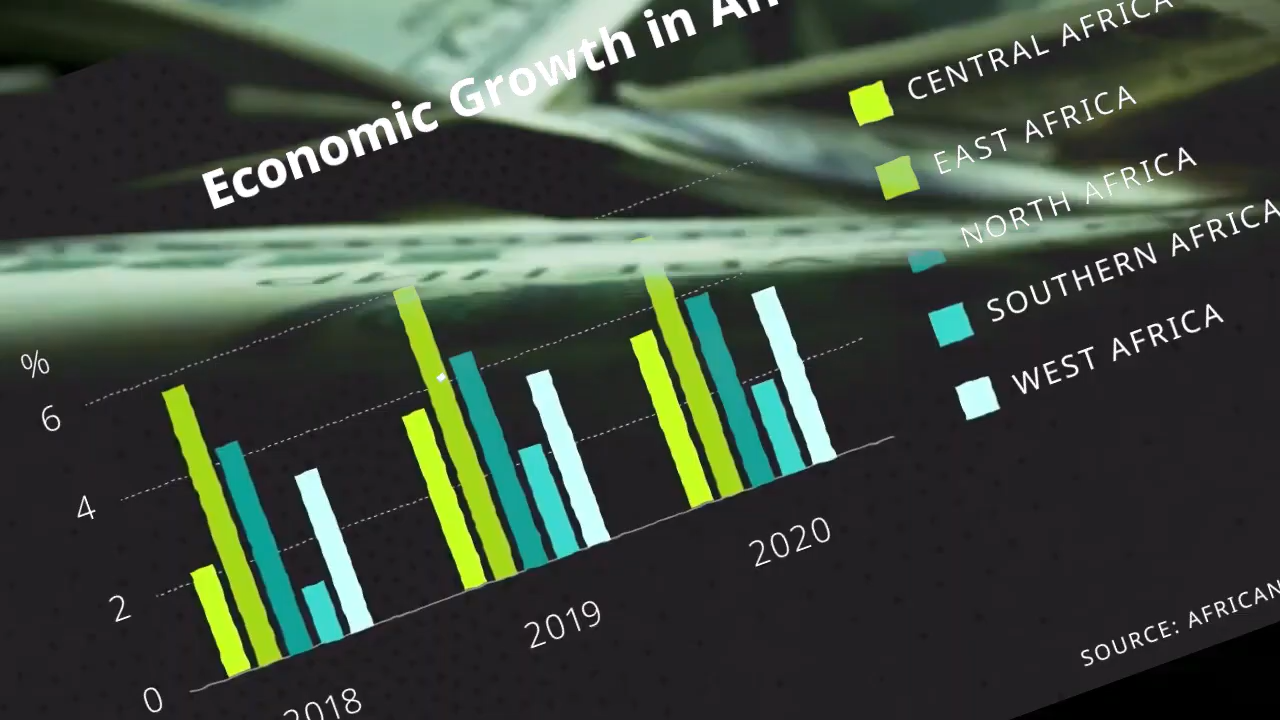 Economic Growth in
CENTRAL AFRICA
EAST AFRICA
NORTH AFRICA
SOUTHERN AFRICA
WEST AFRICA
%
6
4
2
0
2018
2019
2020
SOURCE: AFRICAN